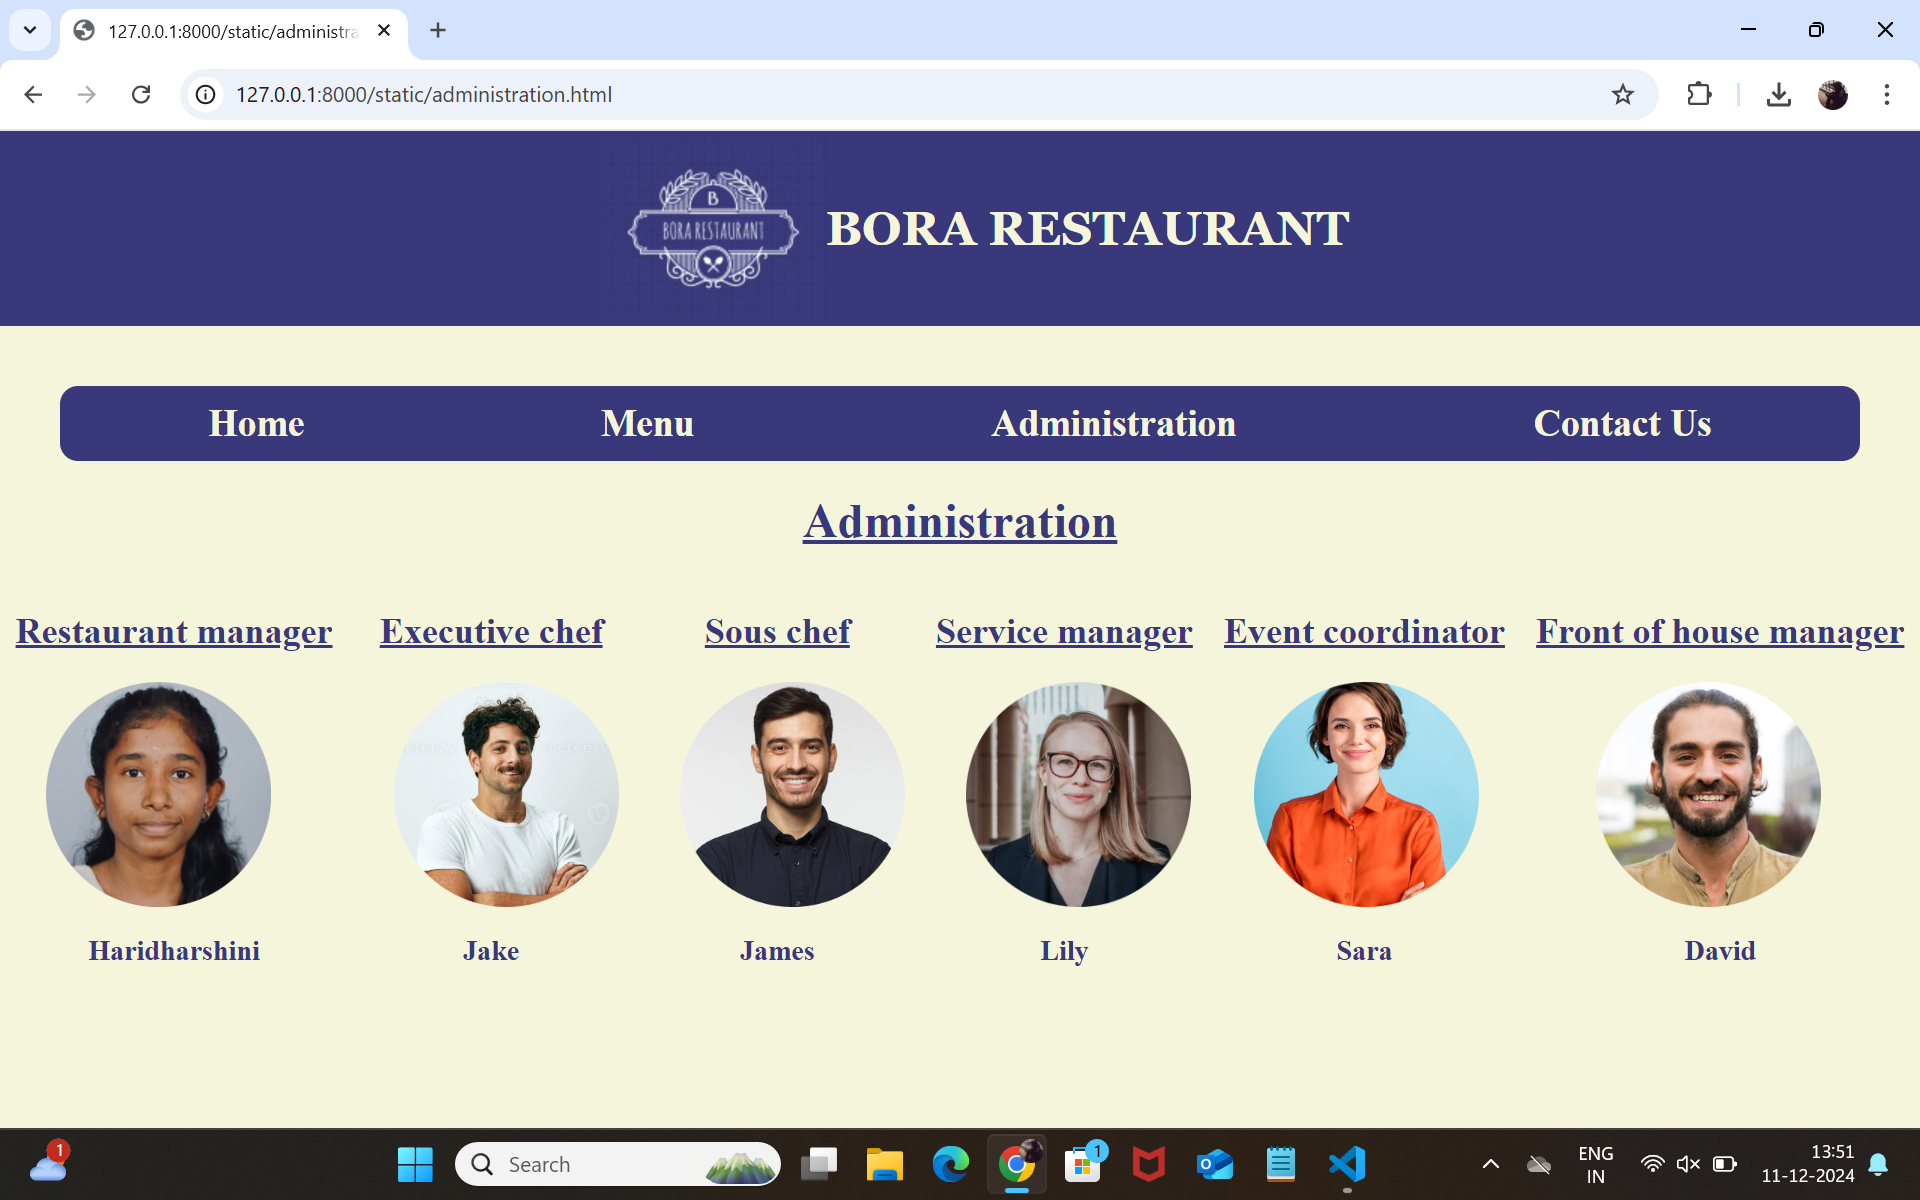 127.0.0.1:8000/static/administra
127.0.0.1:8000/static/administration.html
B
BORA RESTAURANT
BORA RESTAURANT
Home Menu Administration Contact Us
Administration
Restaurant manager Executive chef Sous chef Service manager Event coordinator Front of house manager
Haridharshini Jake James Lily Sara David
1
Search
1
ENG
IN
13:51
11-12-2024